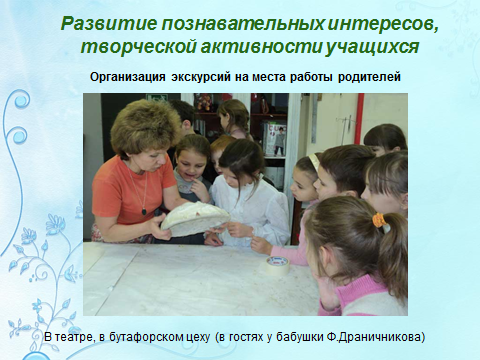 Развитие познавательных интересов,
творческой активности учащихся
Организация экскурсий на места работы родителей
В театре, в бутафорском цеху (в гостях у бабушки Ф.Драничникова)